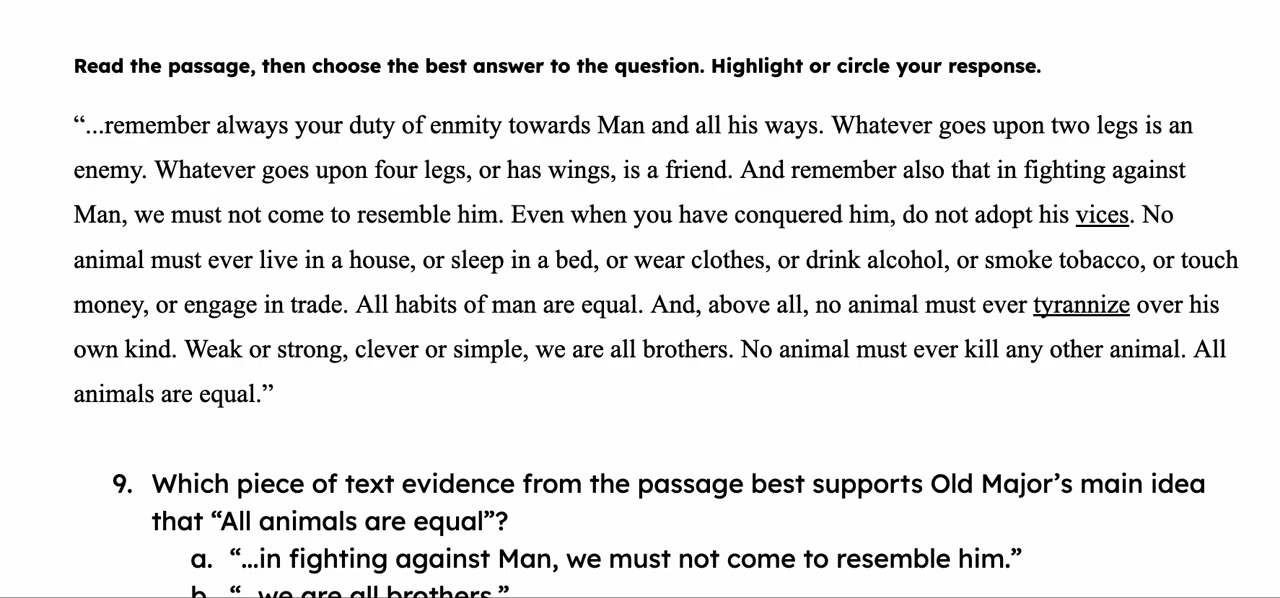 Read the passage, then choose the best answer to the question. Highlight or circle your response.
“...remember always your duty of enmity towards Man and all his ways. Whatever goes upon two legs is an
enemy. Whatever goes upon four legs, or has wings, is a friend. And remember also that in fighting against
Man, we must not come to resemble him. Even when you have conquered him, do not adopt his vices. No
animal must ever live in a house, or sleep in a bed, or wear clothes, or drink alcohol, or smoke tobacco, or touch
money, or engage in trade. All habits of man are equal. And, above all, no animal must ever tyrannize over his
own kind. Weak or strong, clever or simple, we are all brothers. No animal must ever kill any other animal. All
animals are equal.”
9. Which piece of text evidence from the passage best supports Old Major’s main idea
that “All animals are equal”?
a. “...in fighting against Man, we must not come to resemble him.”
b. “...we are all brothers.”